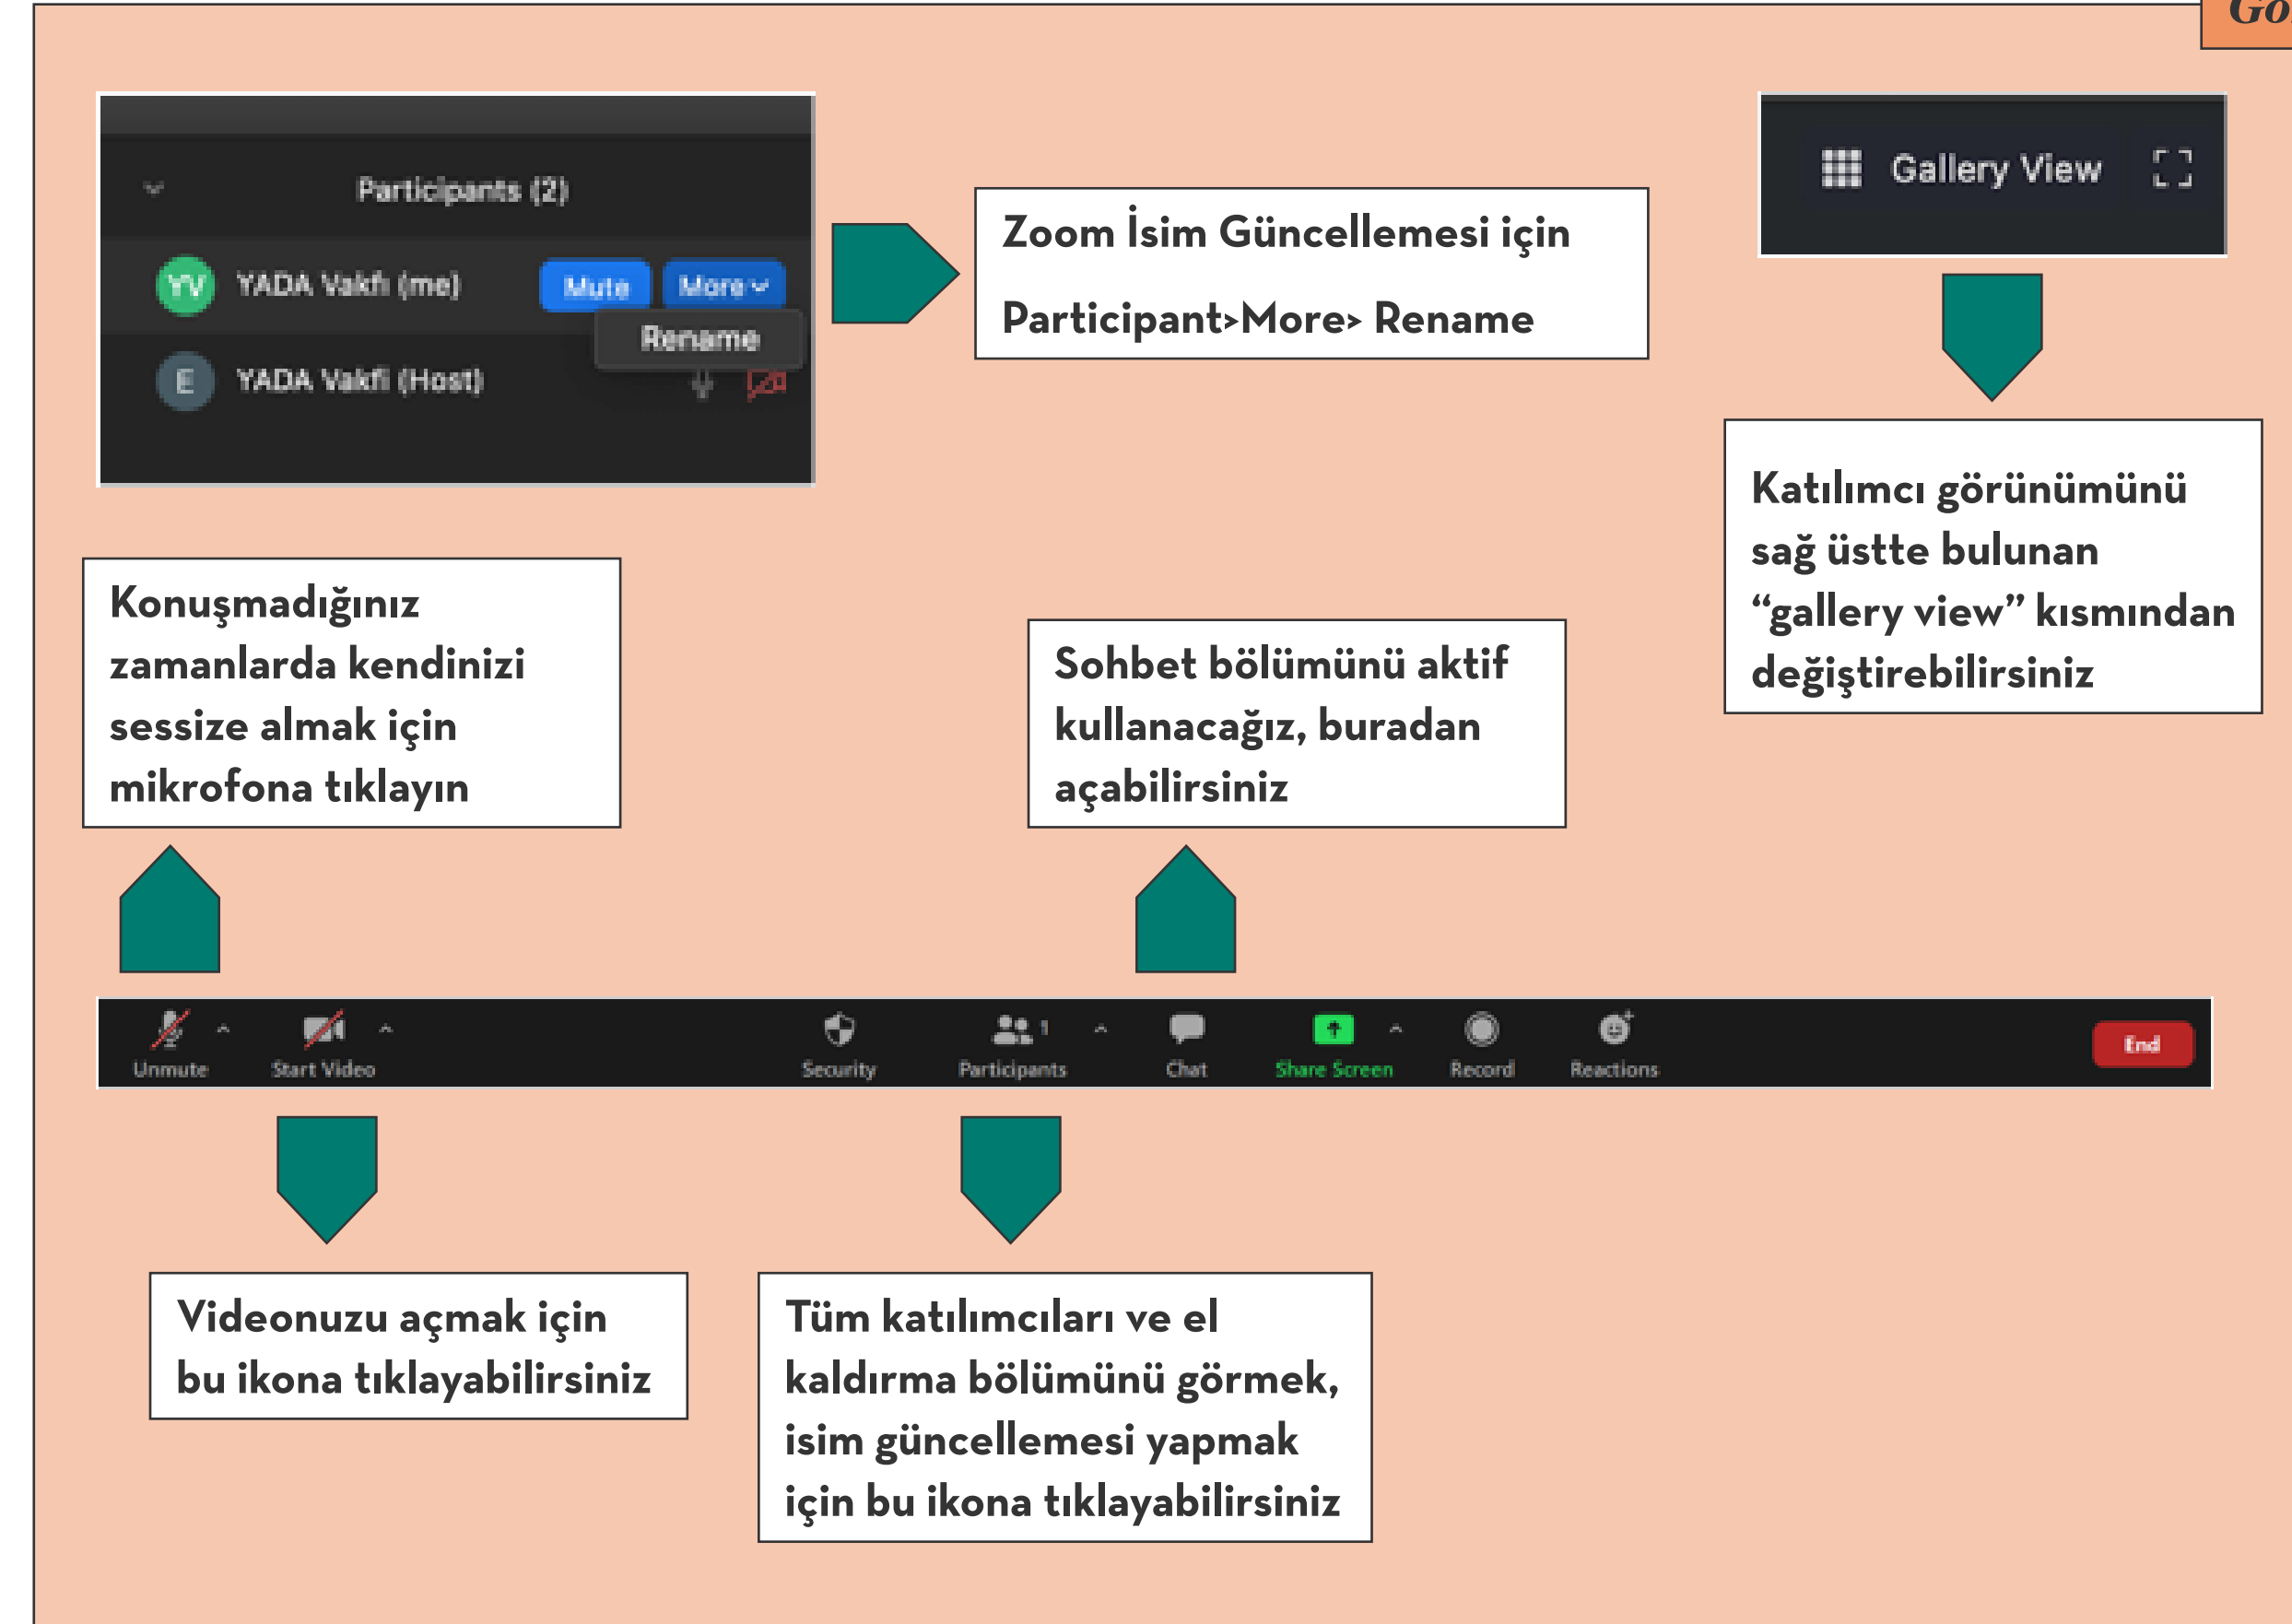 Participants (2)
YV YADA Vakfı (me) Mute More
Rename
E YADA Vakfi (Host)
Zoom İsim Güncellemesi için
Participant>More> Rename
Gallery View
Katılımcı görünümünü
sağ üstte bulunan
“gallery view” kısmından
değiştirebilirsiniz
Konuşmadığınız
zamanlarda kendinizi
sessize almak için
mikrofona tıklayın
Sohbet bölümünü aktif
kullanacağız, buradan
açabilirsiniz
1
Unmute Start Video Security Participants Chat Share Screen Record Reactions End
Videonuzu açmak için
bu ikona tıklayabilirsiniz
Tüm katılımcıları ve el
kaldırma bölümünü görmek,
isim güncellemesi yapmak
için bu ikona tıklayabilirsiniz